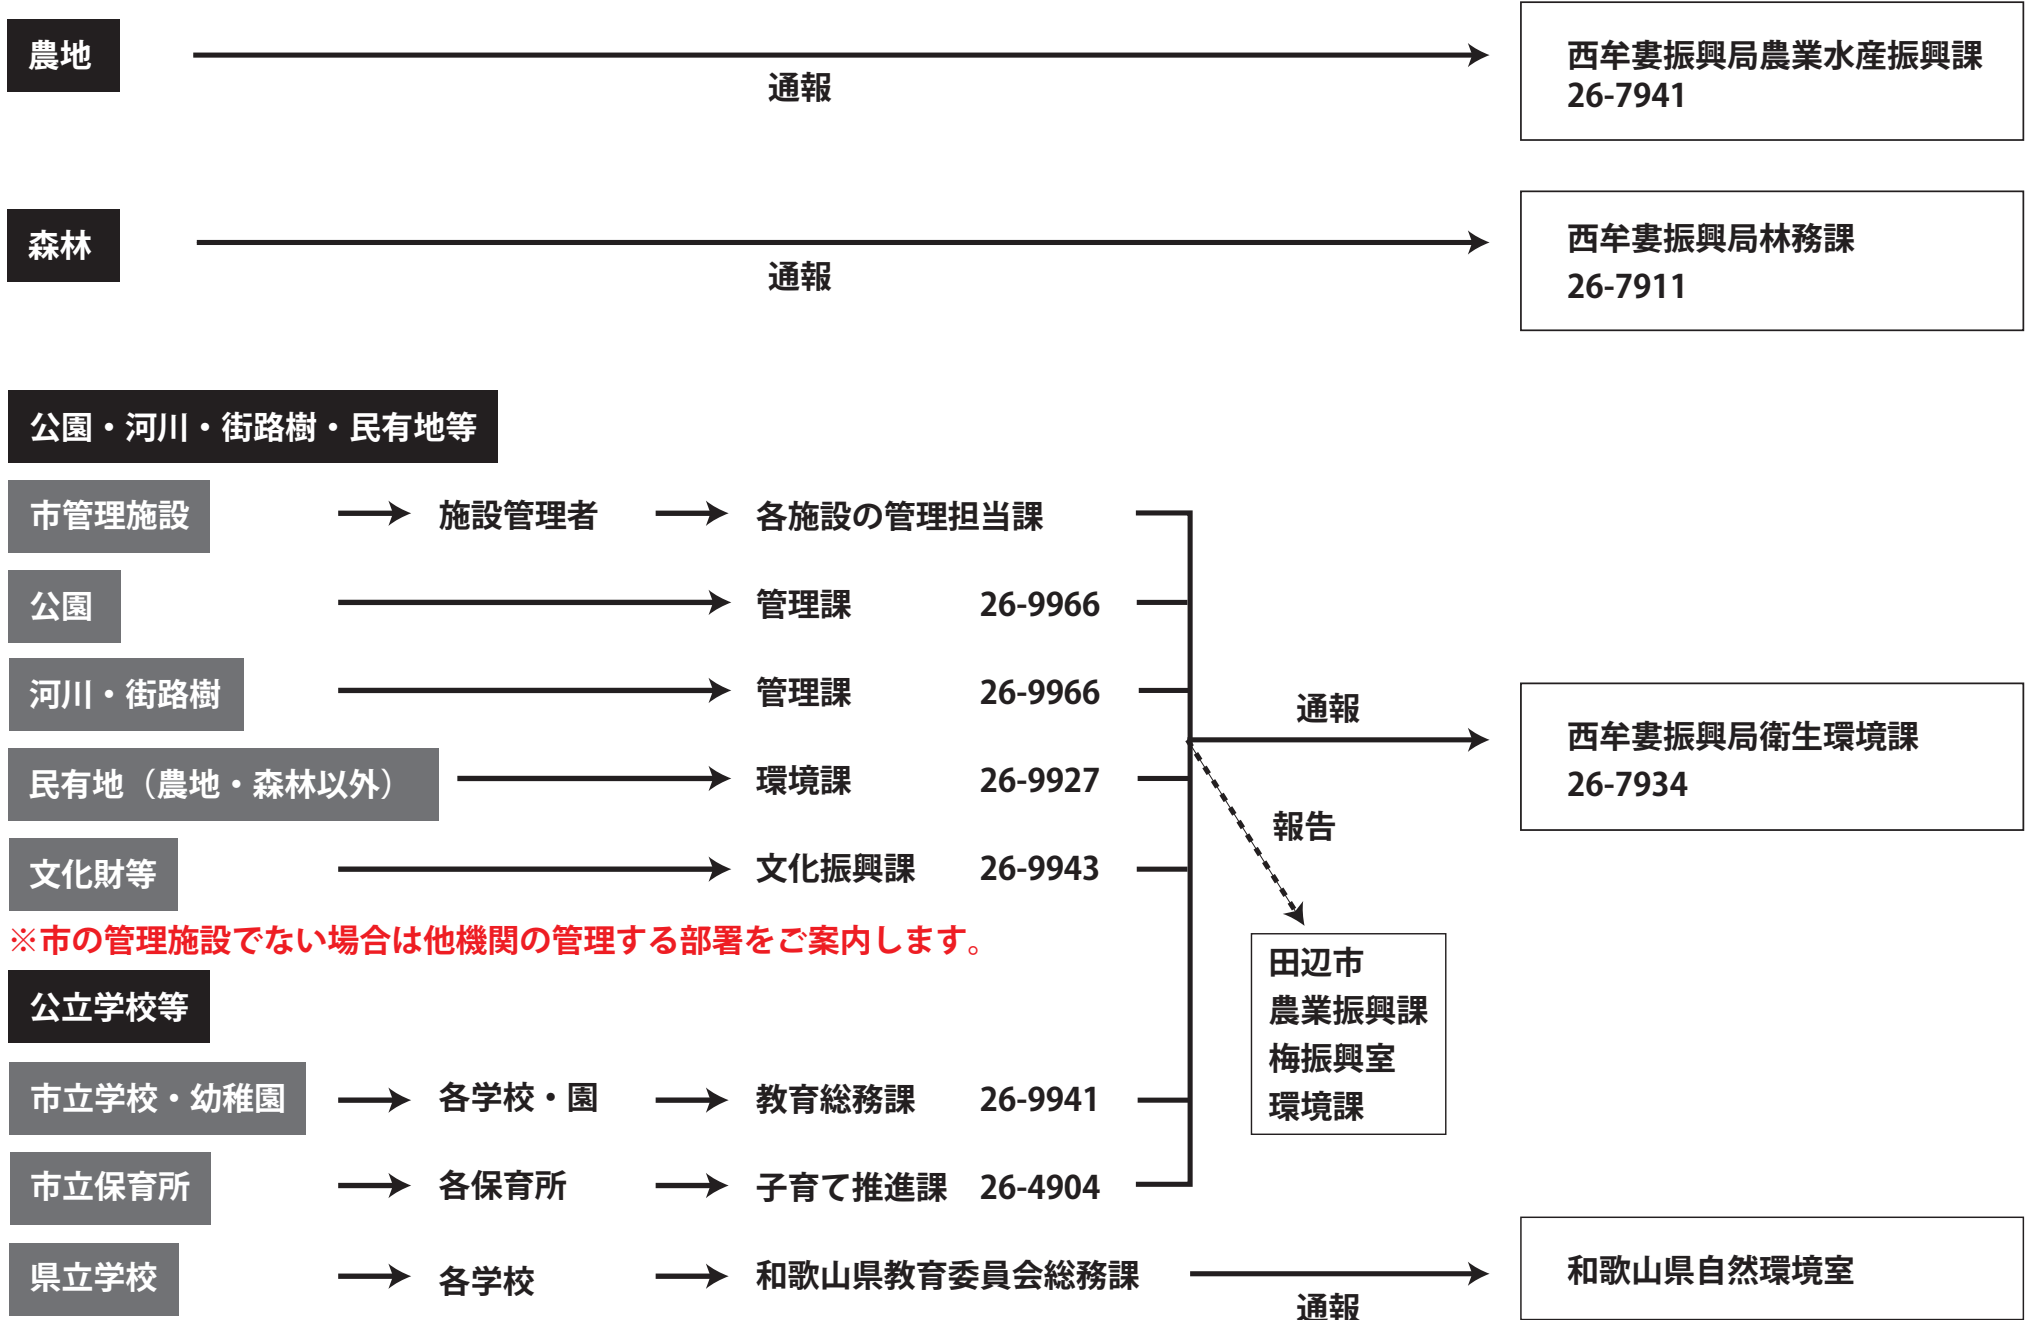 農地
通報
西牟婁振興局農業水産振興課
26-7941
森林
通報
西牟婁振興局林務課
26-7911
公園・河川・街路樹・民有地等
市管理施設
施設管理者
各施設の管理担当課
公園
管理課 26-9966
河川・街路樹
管理課 26-9966
通報
西牟婁振興局衛生環境課
26-7934
民有地（農地・森林以外）
環境課 26-9927
報告
文化財等
文化振興課 26-9943
※市の管理施設でない場合は他機関の管理する部署をご案内します。
田辺市
農業振興課
梅振興室
環境課
公立学校等
市立学校・幼稚園
各学校・園
教育総務課 26-9941
市立保育所
各保育所
子育て推進課 26-4904
県立学校
各学校
和歌山県教育委員会総務課
通報
和歌山県自然環境室